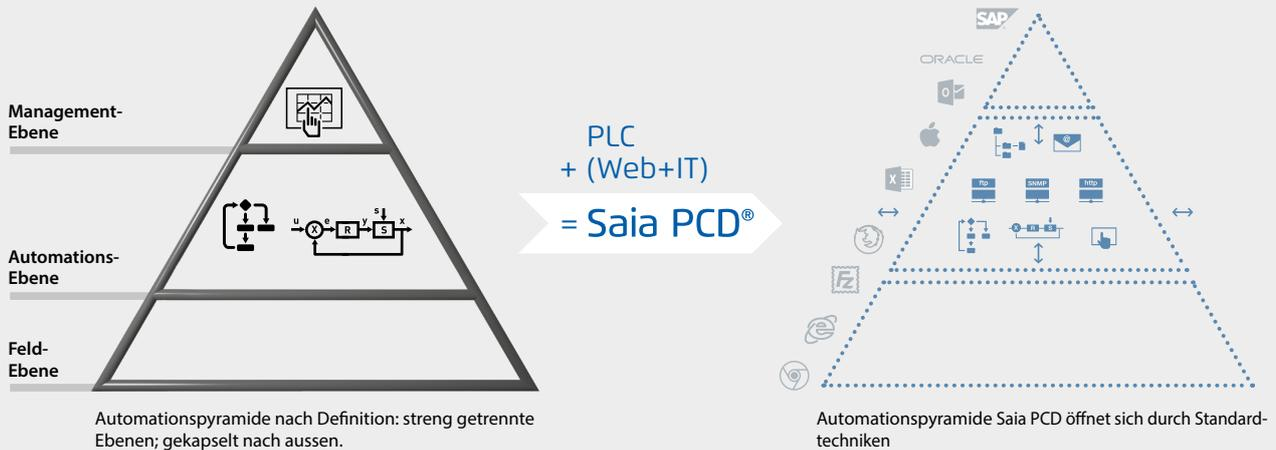 Management-
Ebene
Automations-
Ebene
Feld-
Ebene
u
e
y
s
x
X
R
S
Automationspyramide nach Definition: streng getrennte
Ebenen; gekapselt nach aussen.
PLC
+ (Web+IT)
= Saia PCD®
SAP
ORACLE
O
X
FZ
e
@
ftp
SNMP
http
X
R
S
Automationspyramide Saia PCD öffnet sich durch Standard-
techniken